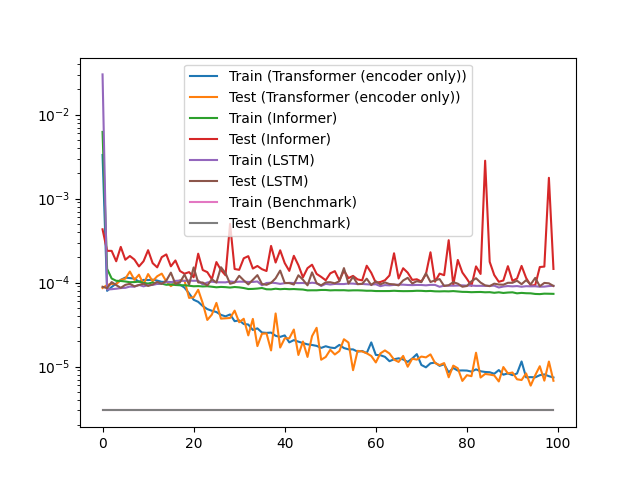 Train (Transformer (encoder only))
Test (Transformer (encoder only))
Train (Informer)
Test (Informer)
Train (LSTM)
Test (LSTM)
Train (Benchmark)
Test (Benchmark)
10⁻²
10⁻³
10⁻⁴
10⁻⁵
0 20 40 60 80 100